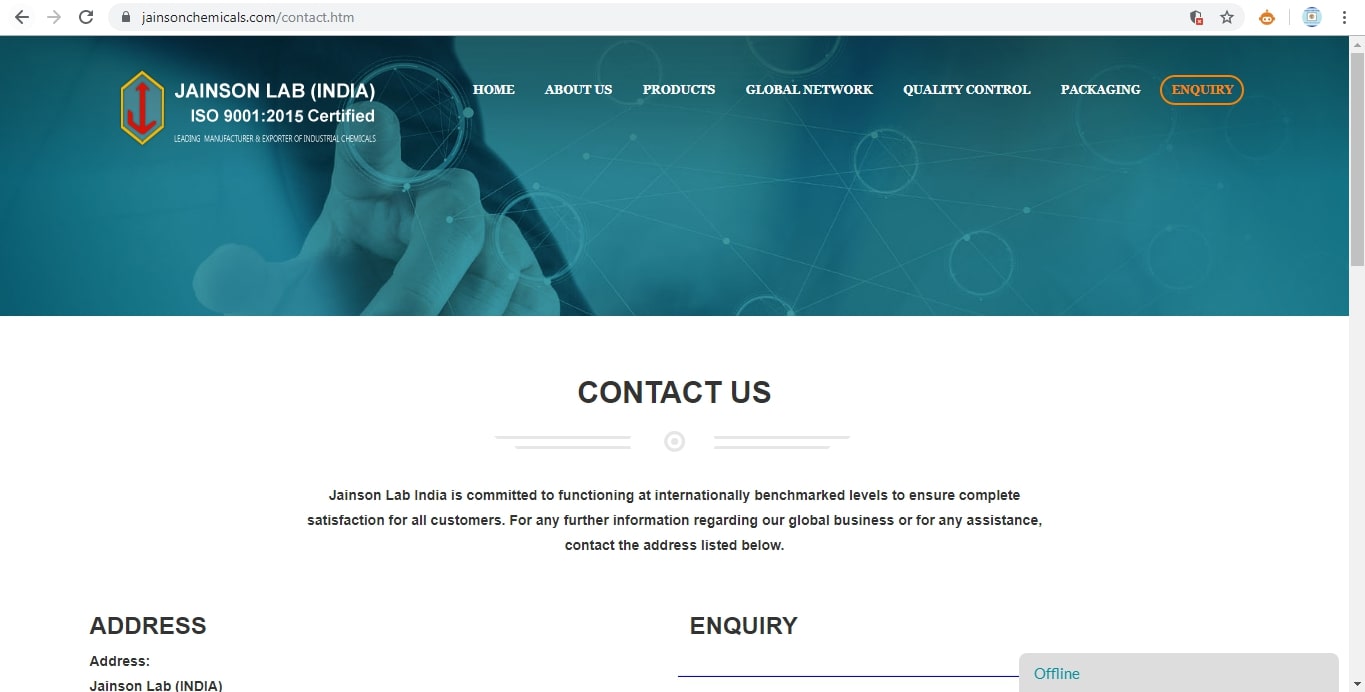 jainsonchemicals.com/contact.htm
JAINSON LAB (INDIA)
ISO 9001:2015 Certified
LEADING MANUFACTURER & EXPORTER OF INDUSTRIAL CHEMICALS
HOME ABOUT US PRODUCTS GLOBAL NETWORK QUALITY CONTROL PACKAGING ENQUIRY
CONTACT US
Jainson Lab India is committed to functioning at internationally benchmarked levels to ensure complete
satisfaction for all customers. For any further information regarding our global business or for any assistance,
contact the address listed below.
ADDRESS
Address:
Jainson Lab (INDIA)
ENQUIRY
Offline